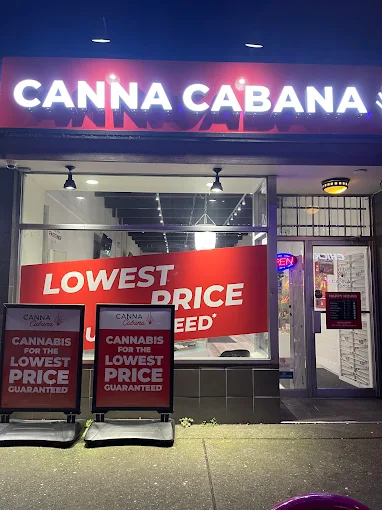 CANNA CABANA
LOWEST
PRICE
EED*
OPEN
CANNA
Cabana
CANNABIS
FOR THE
LOWEST
PRICE
GUARANTEED
CANNA
Cabana
CANNABIS
FOR THE
LOWEST
PRICE
GUARANTEED